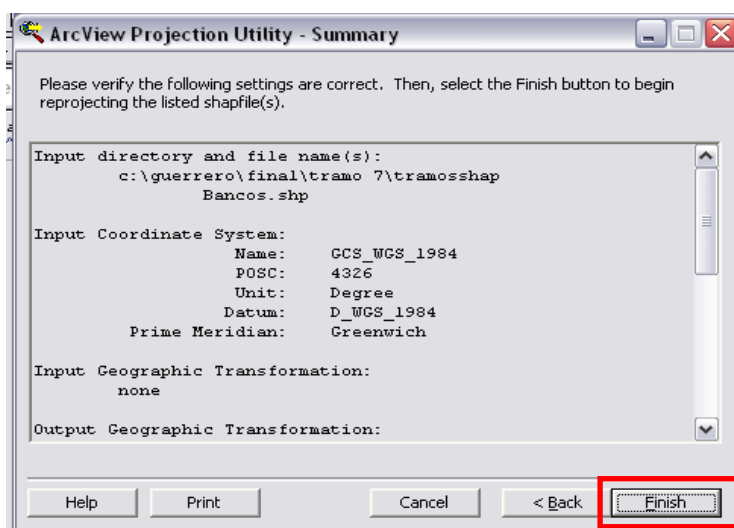 ArcView Projection Utility - Summary
Please verify the following settings are correct. Then, select the Finish button to begin
reprojecting the listed shapfile(s).
Input directory and file name(s):
c:\guerrero\final\tramo 7\tramosshap
Bancos.shp
Input Coordinate System:
Name: GCS_WGS_1984
POSC: 4326
Unit: Degree
Datum: D_WGS_1984
Prime Meridian: Greenwich
Input Geographic Transformation:
none
Output Geographic Transformation:
Help Print Cancel < Back Finish